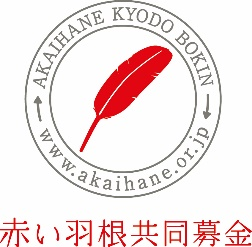 AKAIHANE KYODO BOKIN
www.akaihane.or.jp
赤い羽根共同募金